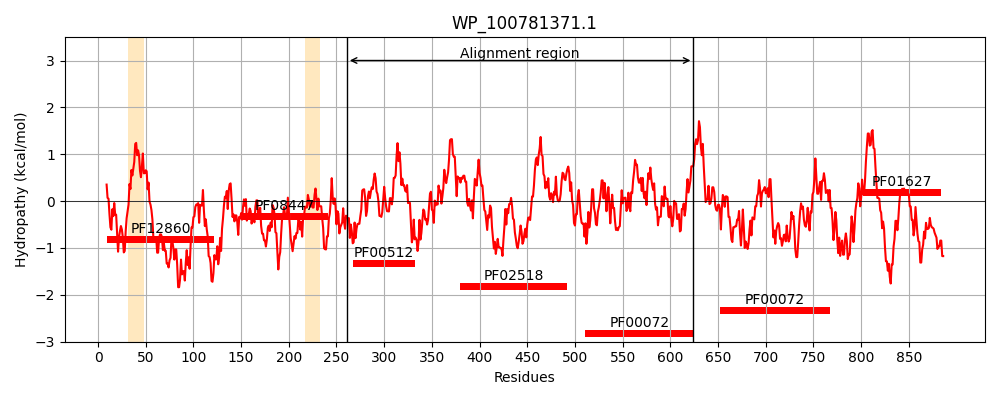 WP_100781371.1
Alignment region
PF01627
PF08447
PF12860
PF00512
PF02518
PF00072
PF00072
3
2
1
0
−1
−2
−3
Hydropathy (kcal/mol)
0 50 100 150 200 250 300 350 400 450 500 550 600 650 700 750 800 850
Residues